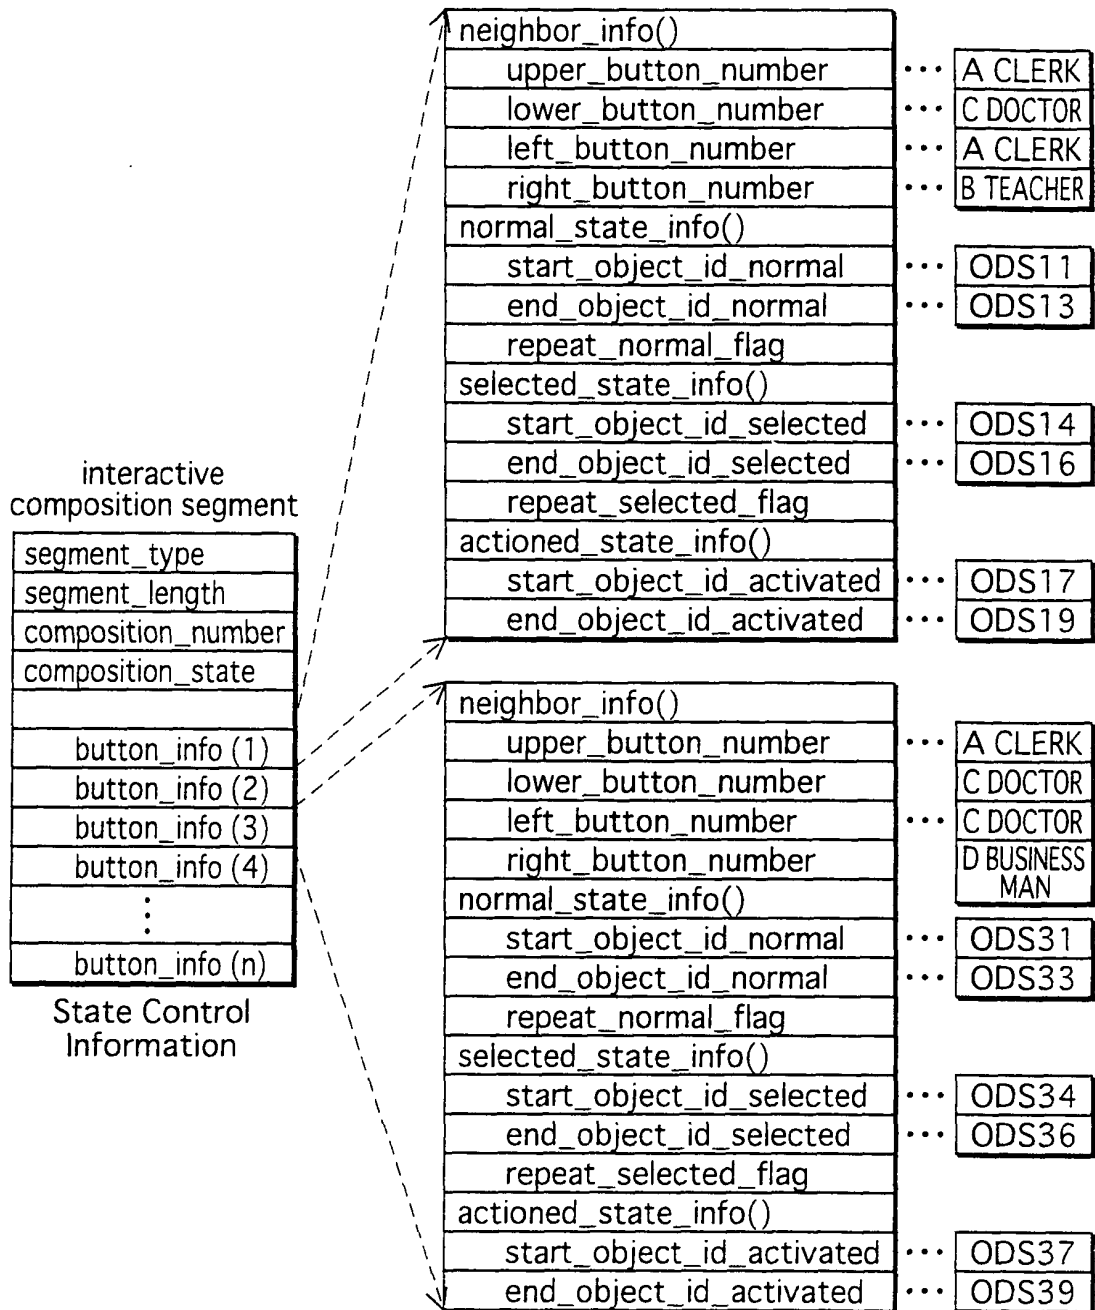 interactive
composition segment
segment_type
segment_length
composition_number
composition_state
button_info (1)
button_info (2)
button_info (3)
button_info (4)
button_info (n)
State Control
Information
neighbor_info()
upper_button_number ··· A CLERK
lower_button_number ··· C DOCTOR
left_button_number ··· A CLERK
right_button_number ··· B TEACHER
normal_state_info()
start_object_id_normal ··· ODS11
end_object_id_normal ··· ODS13
repeat_normal_flag
selected_state_info()
start_object_id_selected ··· ODS14
end_object_id_selected ··· ODS16
repeat_selected_flag
actioned_state_info()
start_object_id_activated ··· ODS17
end_object_id_activated ··· ODS19
neighbor_info()
upper_button_number ··· A CLERK
lower_button_number C DOCTOR
left_button_number ··· C DOCTOR
right_button_number D BUSINESS
MAN
normal_state_info()
start_object_id_normal ··· ODS31
end_object_id_normal ··· ODS33
repeat_normal_flag
selected_state_info()
start_object_id_selected ··· ODS34
end_object_id_selected ··· ODS36
repeat_selected_flag
actioned_state_info()
start_object_id_activated ··· ODS37
end_object_id_activated ··· ODS39